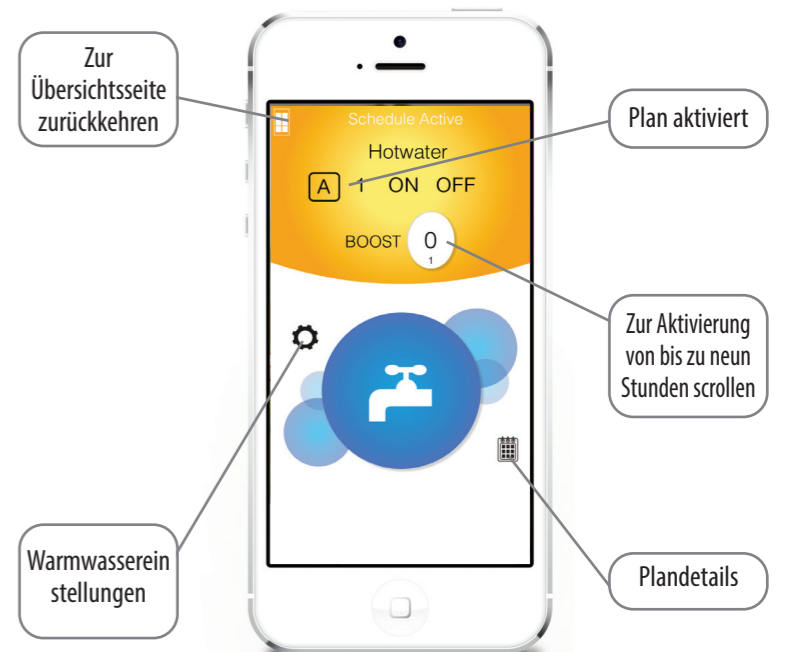 Zur
Übersichtsseite
zurückkehren
Schedule Active
Hotwater
A 1 ON OFF
BOOST 0
1
Plan aktiviert
Zur Aktivierung
von bis zu neun
Stunden scrollen
Warmwasserein
stellungen
Plandetails